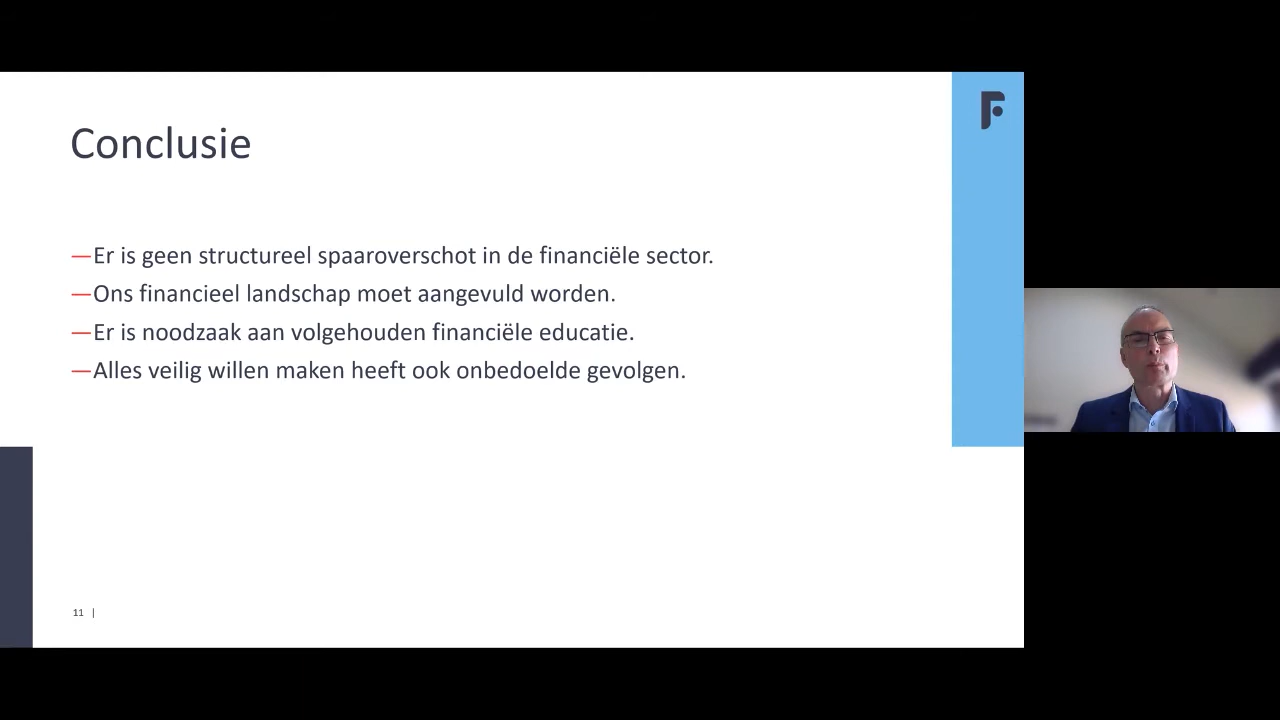 Conclusie
—Er is geen structureel spaaroverschot in de financiële sector.
—Ons financieel landschap moet aangevuld worden.
—Er is noodzaak aan volgehouden financiële educatie.
—Alles veilig willen maken heeft ook onbedoelde gevolgen.
11 |